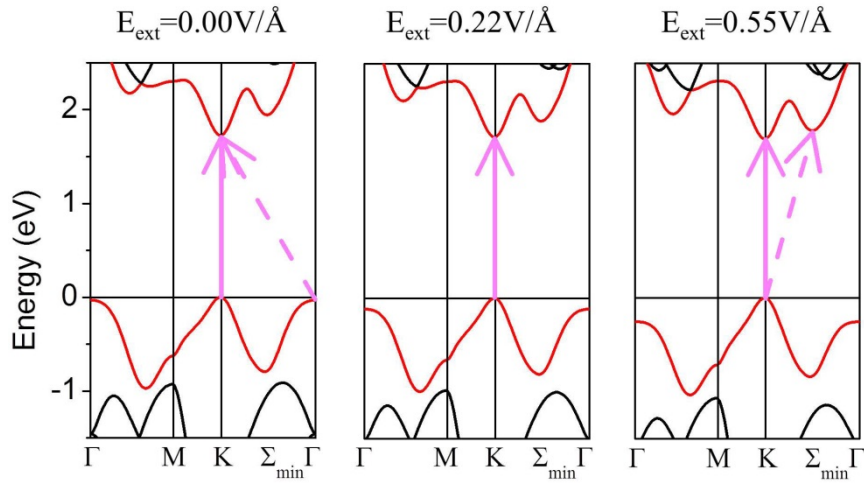 E_ext=0.00V/Å E_ext=0.22V/Å E_ext=0.55V/Å
Energy (eV)
2
1
0
-1
Γ M K Σ_min Γ Γ M K Σ_min Γ Γ M K Σ_min Γ